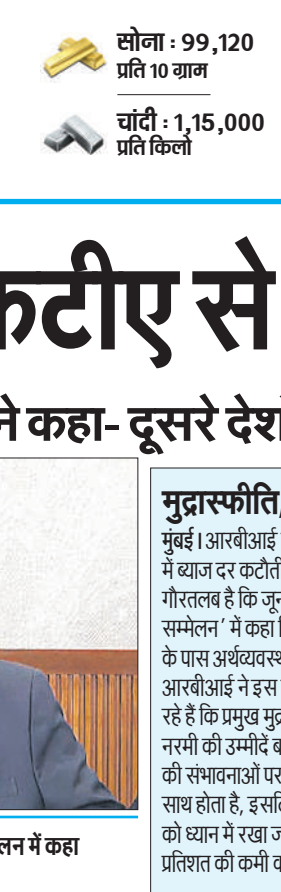 सोना : 99,120
प्रति 10 ग्राम
चांदी : 1,15,000
प्रति किलो
कटीए से
ने कहा- दूसरे देशो
मुद्रास्फीति,
मुंबई। आरबीआई
में ब्याज दर कटौती
गौरतलब है कि जून
सम्मेलन ’ में कहा
के पास अर्थव्यवस्थ
आरबीआई ने इस
रहे हैं कि प्रमुख मुद्र
नरमी की उम्मीदें ब
की संभावनाओं पर
साथ होता है, इसलि
को ध्यान में रखा ज
प्रतिशत की कमी क
लन में कहा